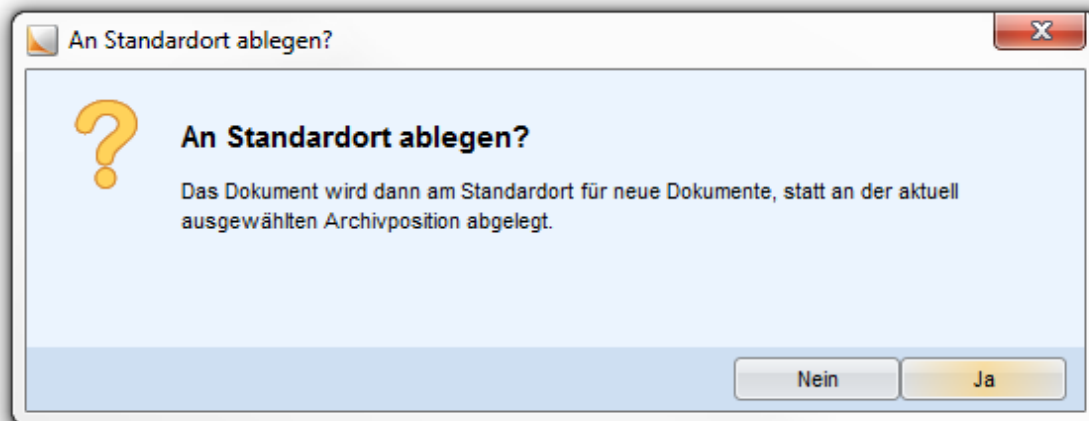 An Standardort ablegen?
An Standardort ablegen?
Das Dokument wird dann am Standardort für neue Dokumente, statt an der aktuell
ausgewählten Archivposition abgelegt.
Nein
Ja